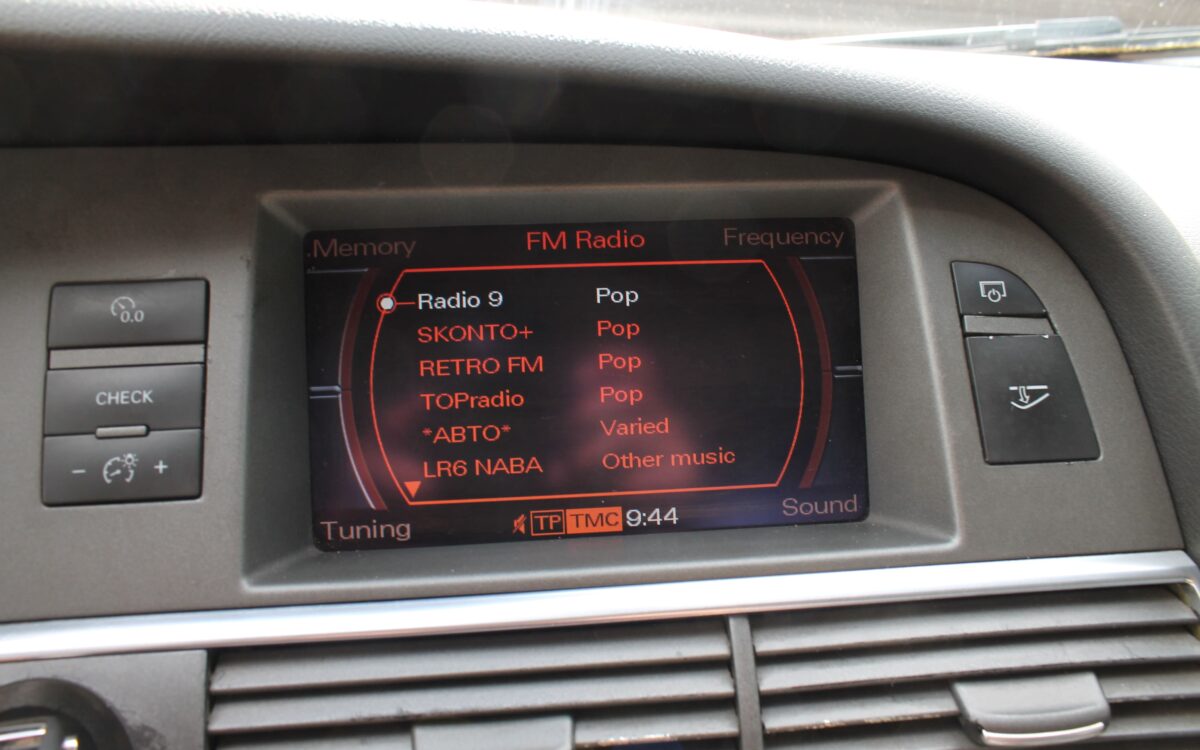 Memory
FM Radio
Frequency
Radio 9 Pop
SKONTO+ Pop
RETRO FM Pop
TOPradio Pop
*ABTO* Varied
LR6 NABA Other music
Tuning
TP TMC 9:44
Sound
0.0
CHECK
- +